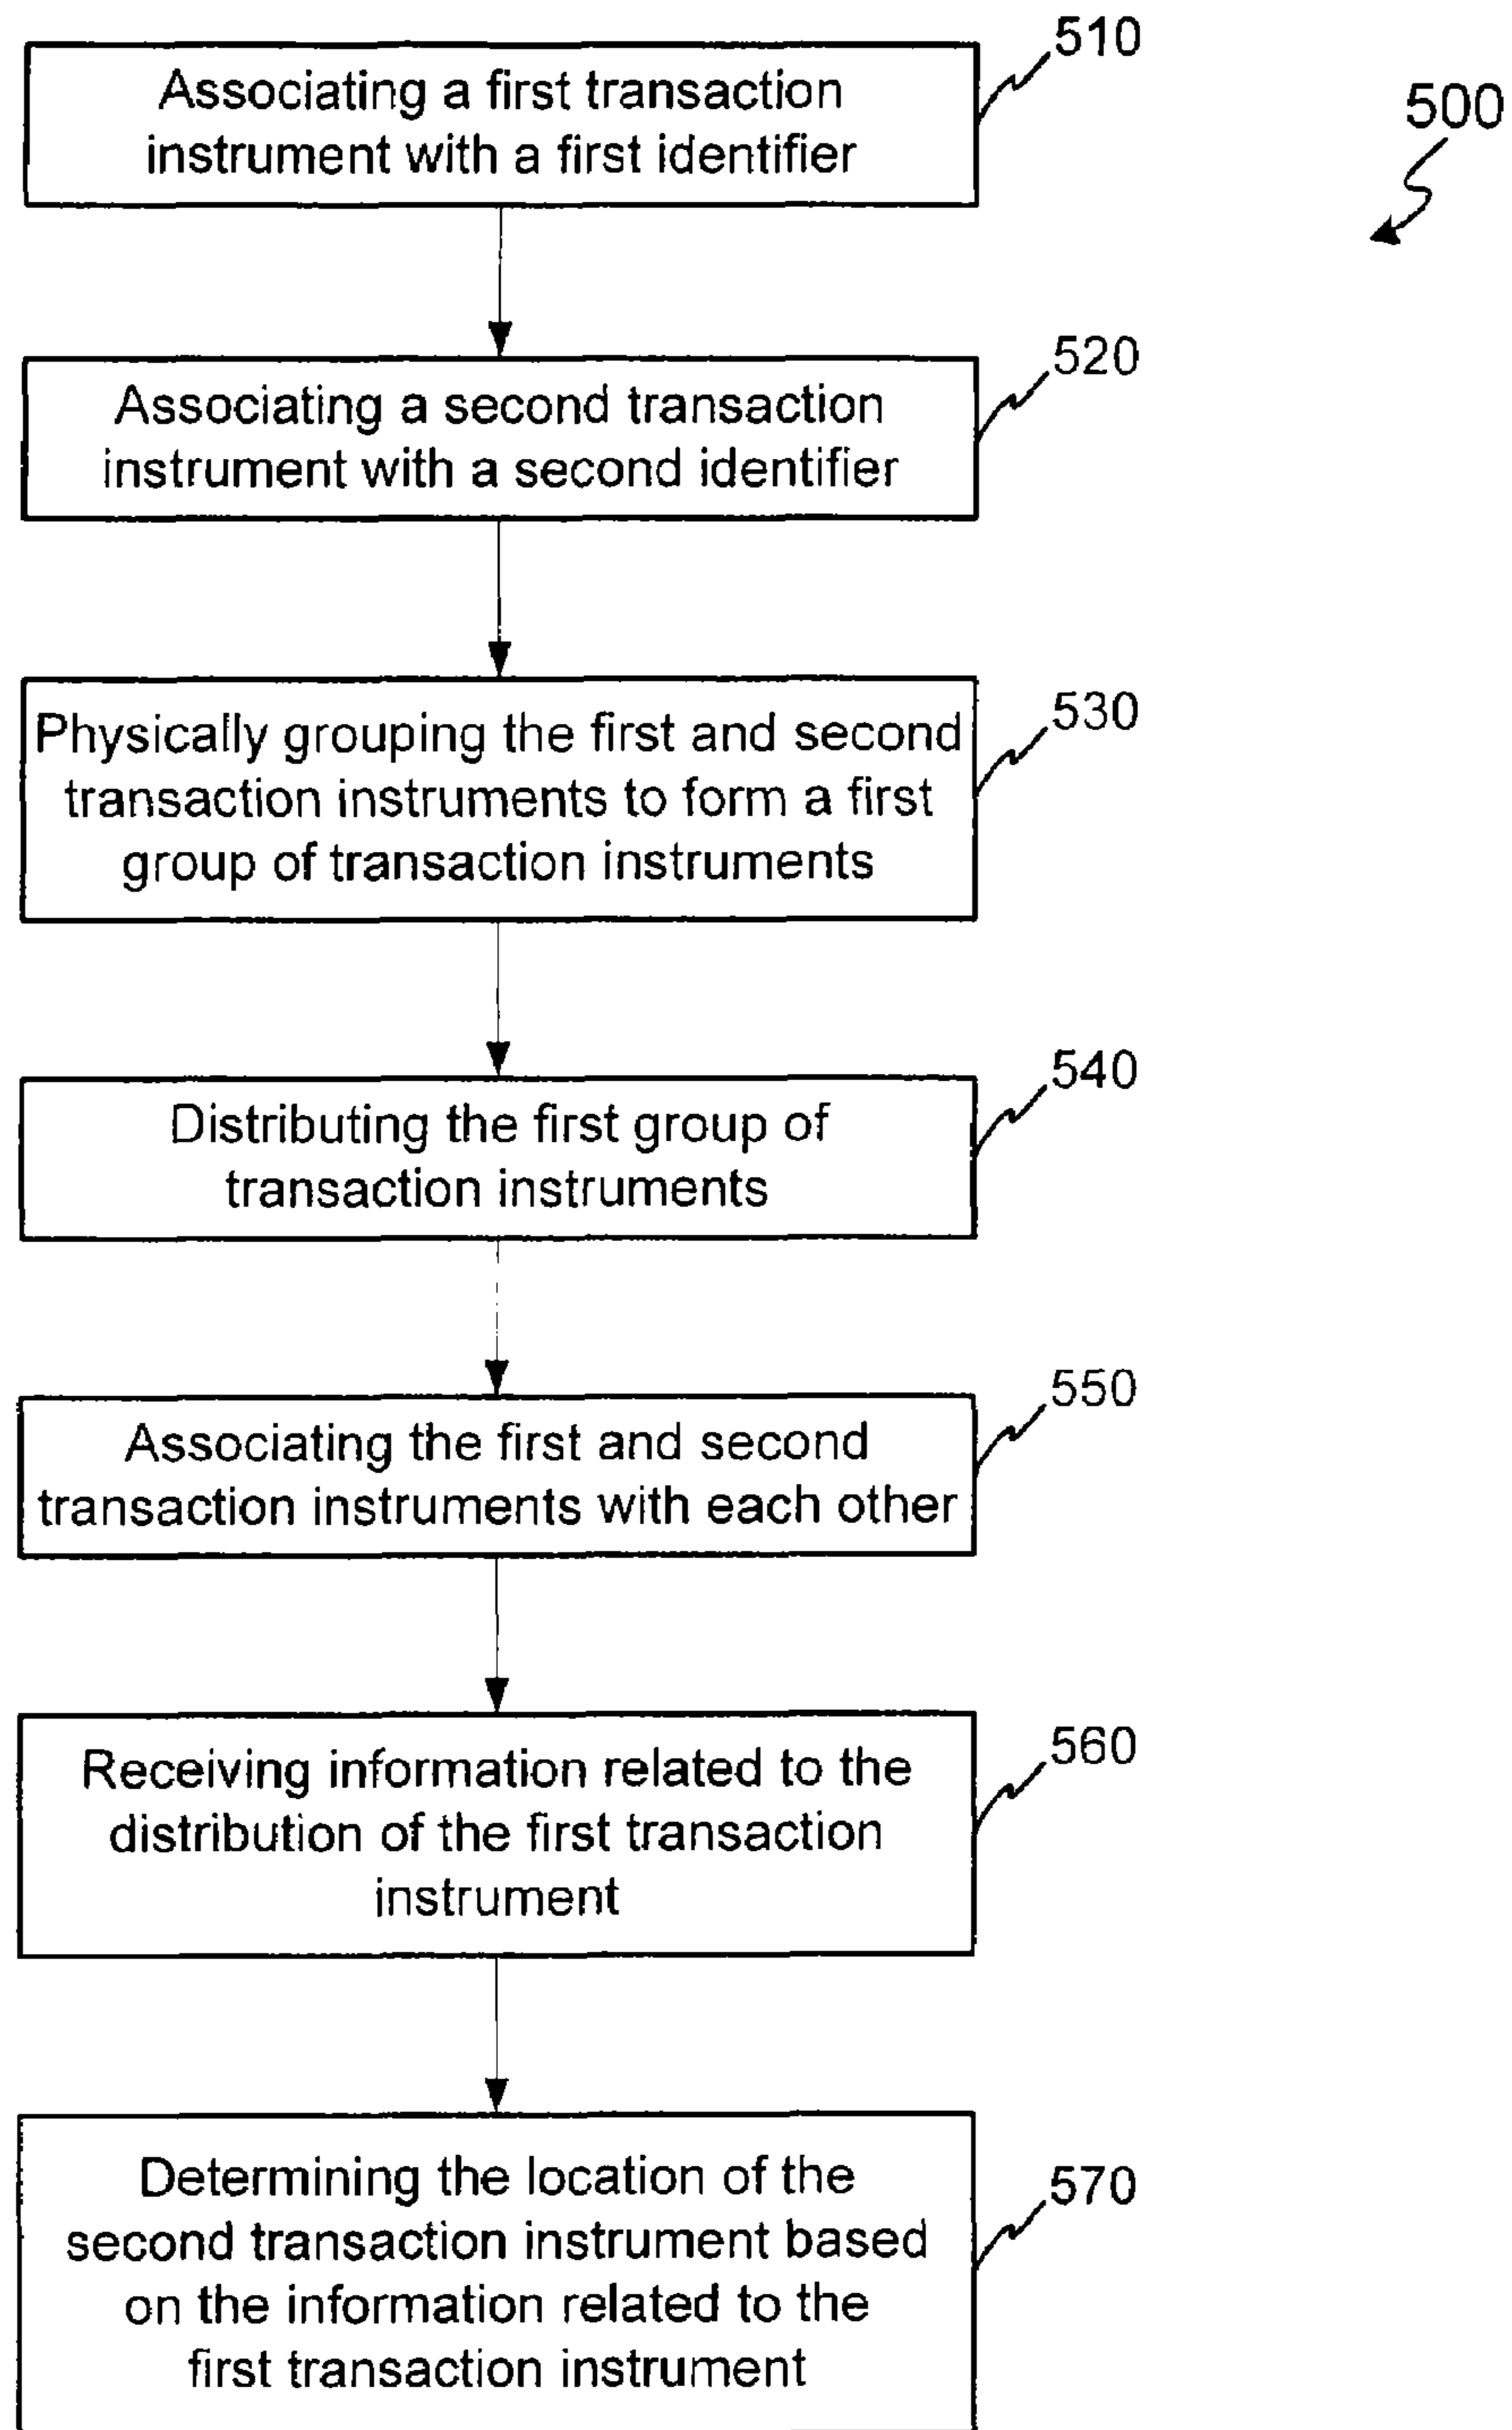 Associating a first transaction
instrument with a first identifier
510
500
Associating a second transaction
instrument with a second identifier
520
Physically grouping the first and second
transaction instruments to form a first
group of transaction instruments
530
Distributing the first group of
transaction instruments
540
Associating the first and second
transaction instruments with each other
550
Receiving information related to the
distribution of the first transaction
instrument
560
Determining the location of the
second transaction instrument based
on the information related to the
first transaction instrument
570